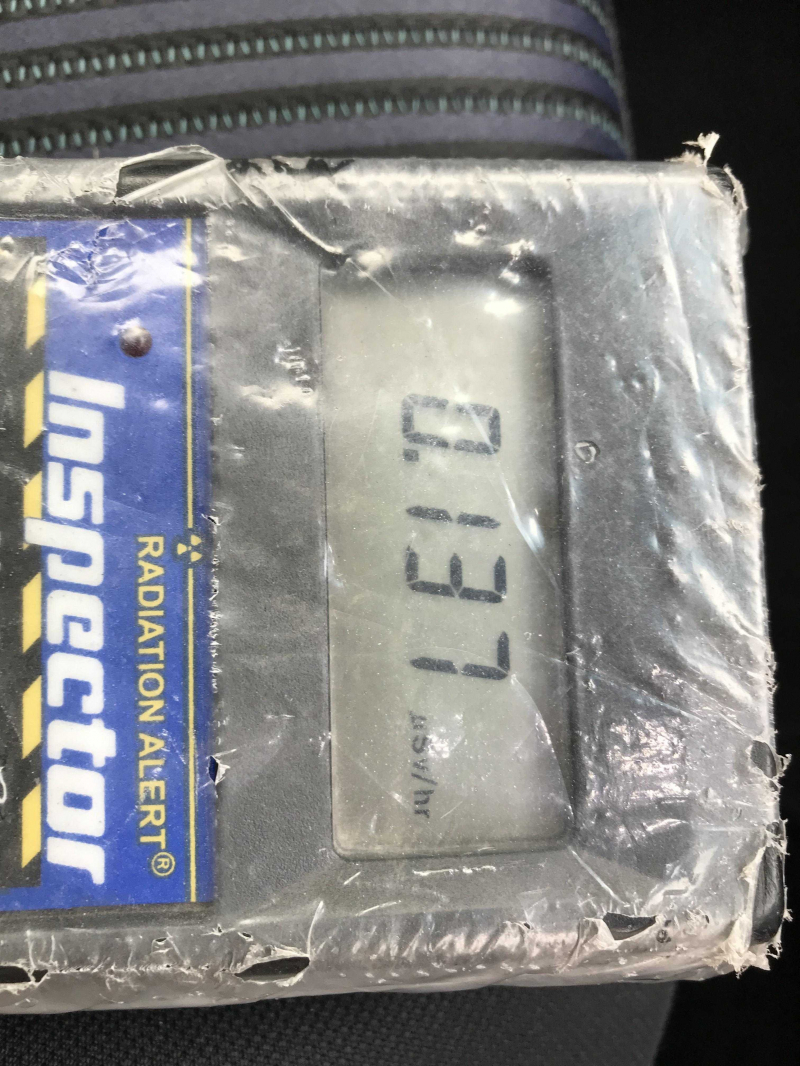 0.137
µSv/hr
RADIATION ALERT®
Inspector